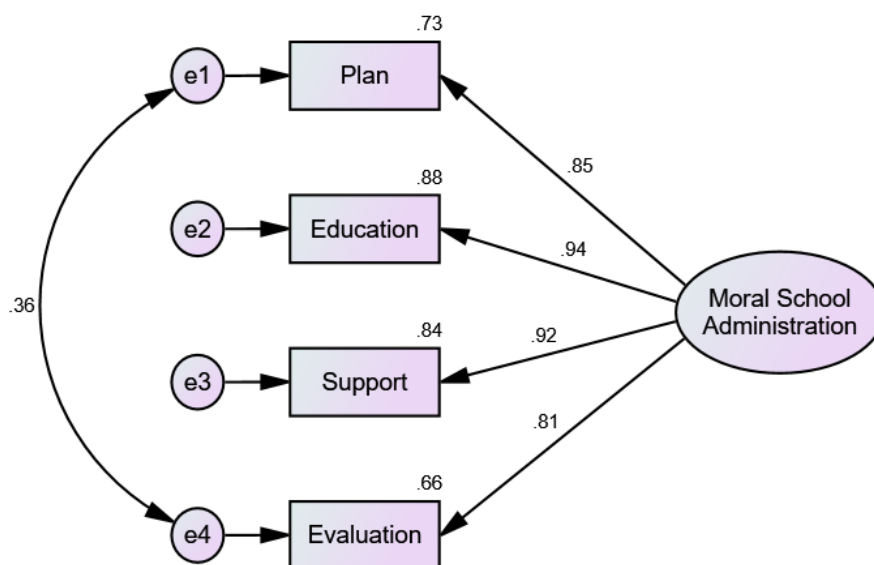 .73
e1
Plan
.85
.88
e2
Education
.94
Moral School
Administration
.36
.84
.92
e3
Support
.81
.66
e4
Evaluation